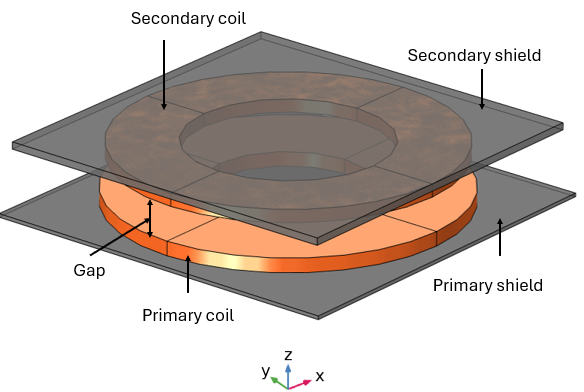 Secondary coil
Secondary shield
Gap
Primary shield
Primary coil
z
y
x